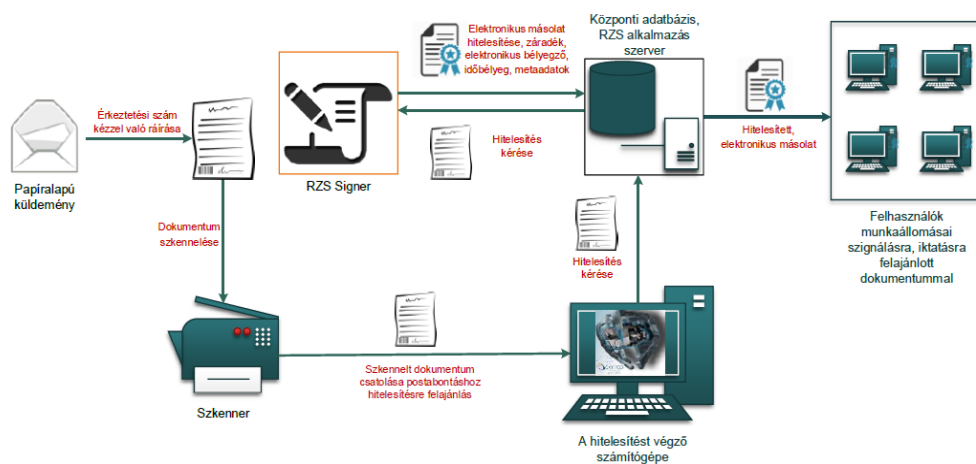 Elektronikus másolat
hitelesítése, záradék,
elektronikus bélyegző,
időbélyeg, metaadatok
Központi adatbázis,
RZS alkalmazás
szerver
Érkeztetési szám
kézzel való ráírása
Hitelesítés
kérése
Hitelesített,
elektronikus másolat
Papíralapú
küldemény
RZS Signer
Dokumentum
szkennelése
Hitelesítés
kérése
Felhasználók
munkaállomásai
szignálásra, iktatásra
felajánlott
dokumentummal
Szkennelt dokumentum
csatolása postabontáshoz
hitelesítésre felajánlás
Szkenner
A hitelesítést végző
számítógépe